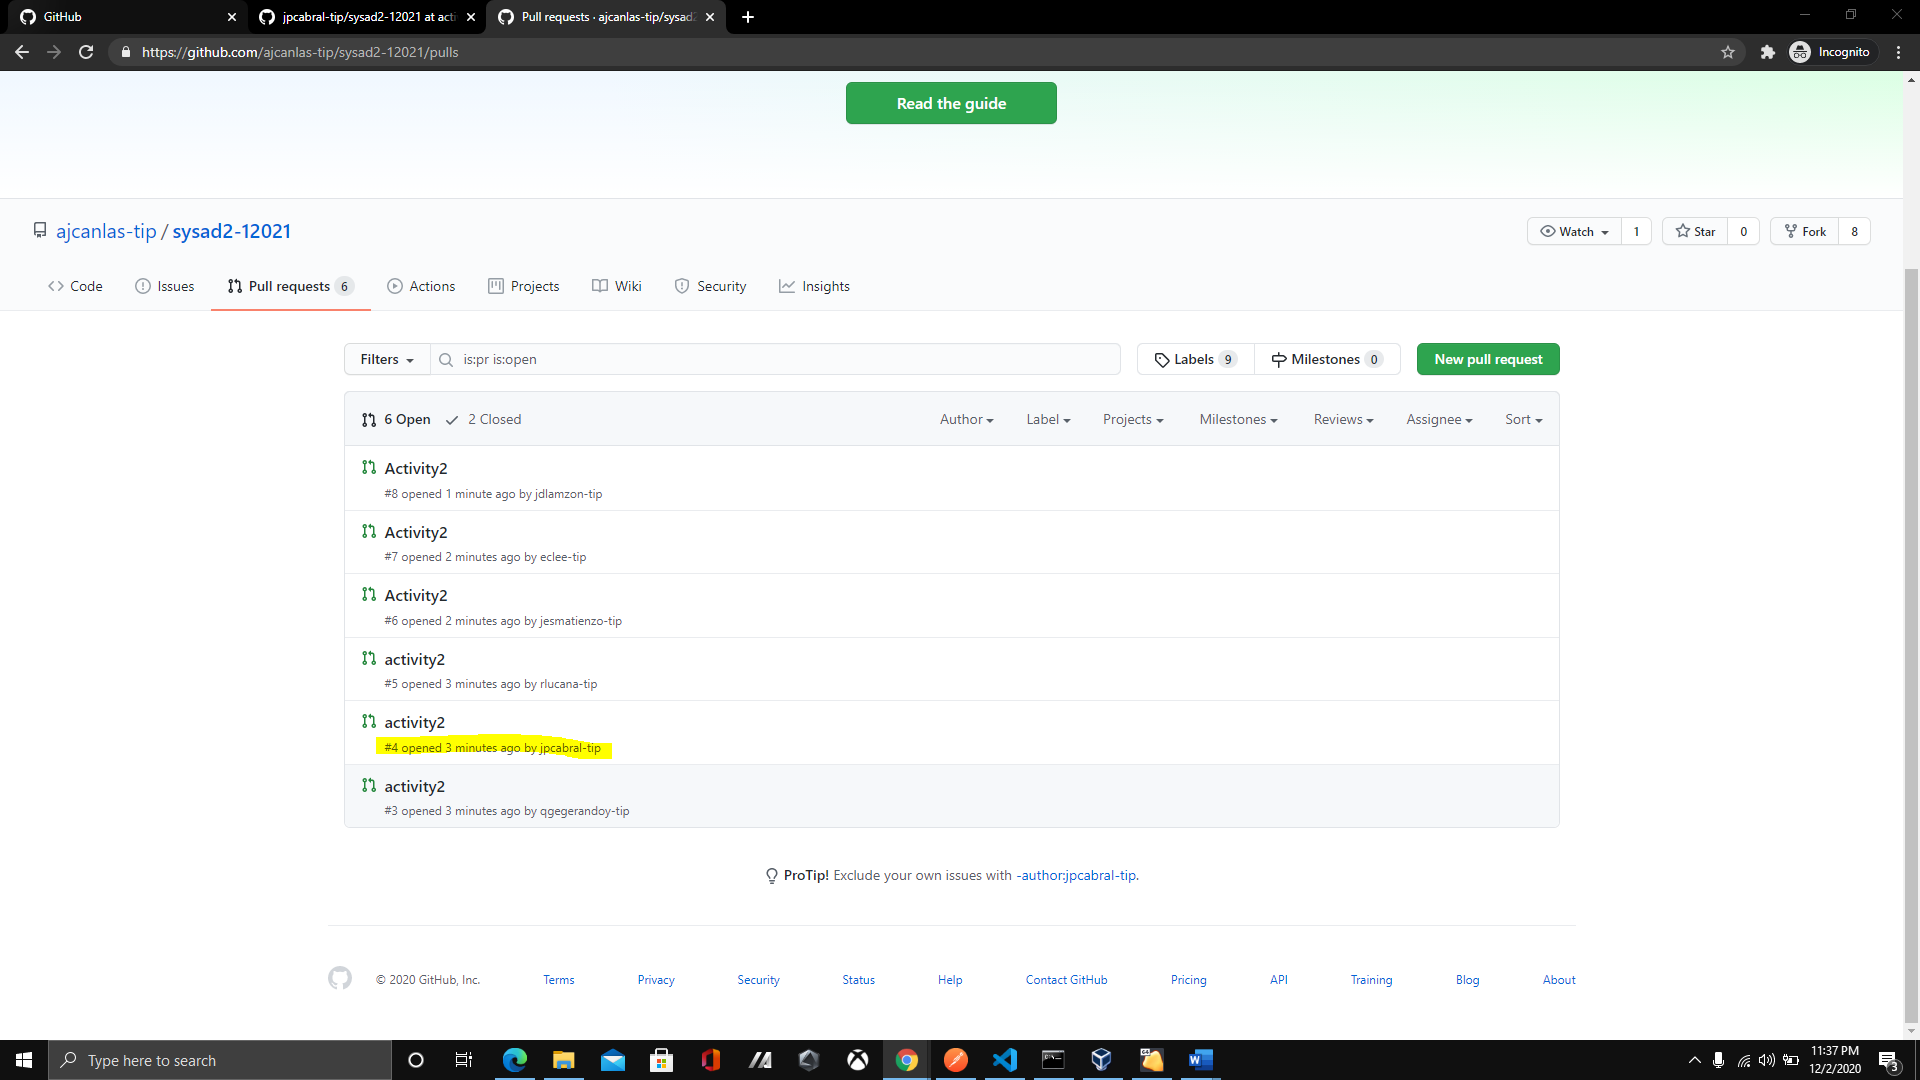 GitHub
jpcabral-tip/sysad2-12021 at acti
Pull requests · ajcanlas-tip/sysad2
https://github.com/ajcanlas-tip/sysad2-12021/pulls
Incognito
Read the guide
ajcanlas-tip / sysad2-12021
Watch 1 Star 0 Fork 8
Code Issues Pull requests 6 Actions Projects Wiki Security Insights
Filters is:pr is:open Labels 9 Milestones 0 New pull request
6 Open 2 Closed Author Label Projects Milestones Reviews Assignee Sort
Activity2
#8 opened 1 minute ago by jdlamzon-tip
Activity2
#7 opened 2 minutes ago by eclee-tip
Activity2
#6 opened 2 minutes ago by jesmatienzo-tip
activity2
#5 opened 3 minutes ago by rlucana-tip
activity2
#4 opened 3 minutes ago by jpcabral-tip
activity2
#3 opened 3 minutes ago by qgegerandoy-tip
ProTip! Exclude your own issues with -author:jpcabral-tip.
© 2020 GitHub, Inc. Terms Privacy Security Status Help Contact GitHub Pricing API Training Blog About
Type here to search
11:37 PM
12/2/2020
3